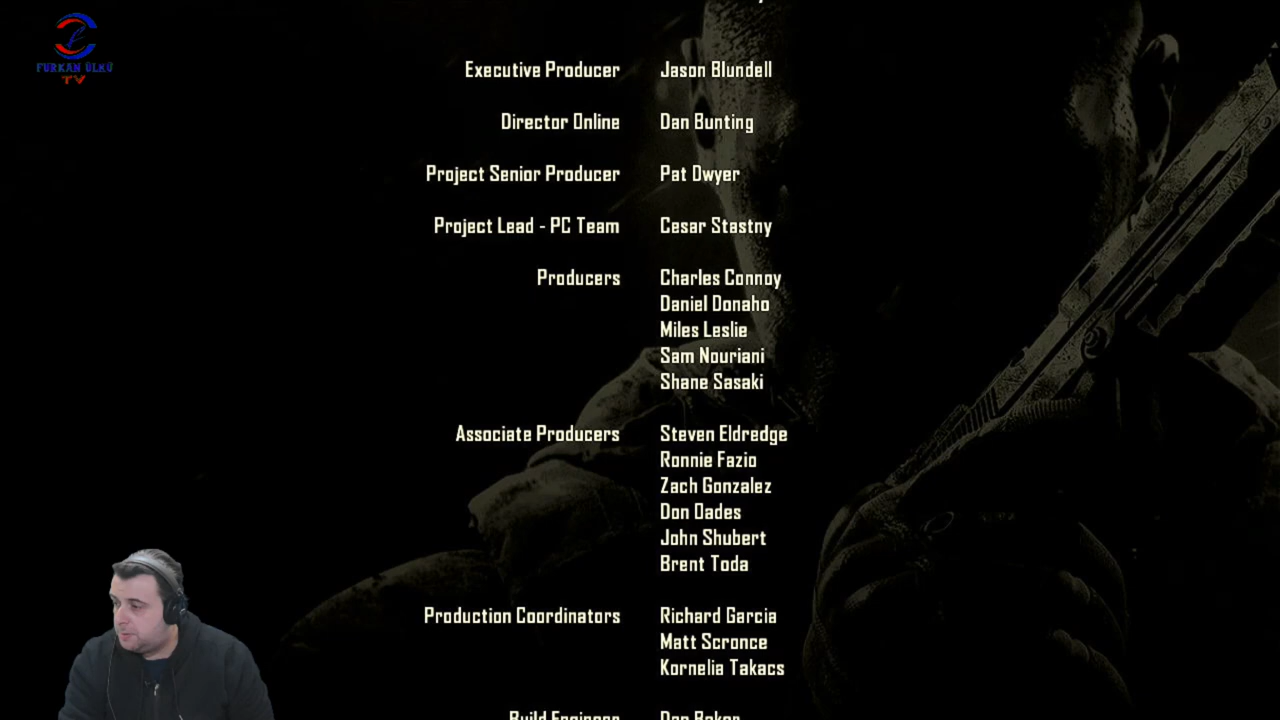 FURKAN ÜLKÜ
TV
Executive Producer Jason Blundell
Director Online Dan Bunting
Project Senior Producer Pat Dwyer
Project Lead - PC Team Cesar Stastny
Producers Charles Connoy
Daniel Donaho
Miles Leslie
Sam Nouriani
Shane Sasaki
Associate Producers Steven Eldredge
Ronnie Fazio
Zach Gonzalez
Don Oades
John Shubert
Brent Toda
Production Coordinators Richard Garcia
Matt Scronce
Kornelia Takacs
Build Engineer